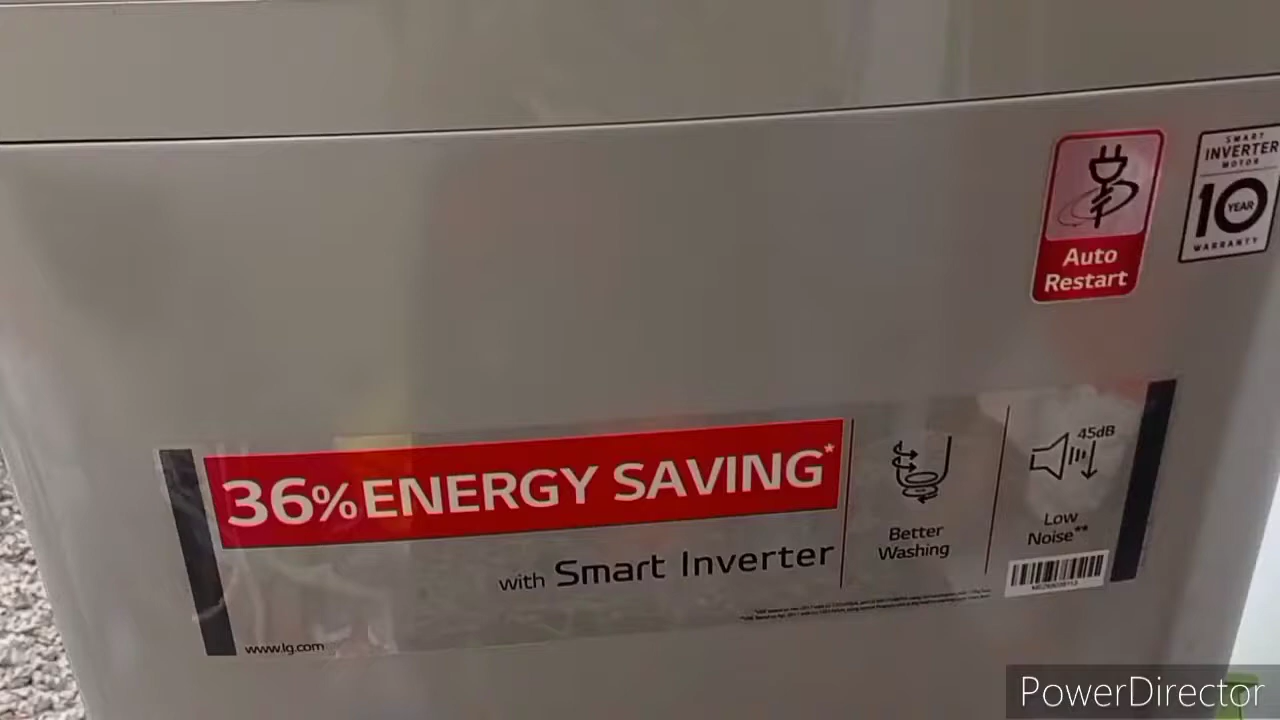 Auto
Restart
SMART
INVERTER
MOTOR
10 YEAR
WARRANTY
36% ENERGY SAVING*
with Smart Inverter
Better
Washing
45dB
Low
Noise**
www.lg.com
PowerDirector